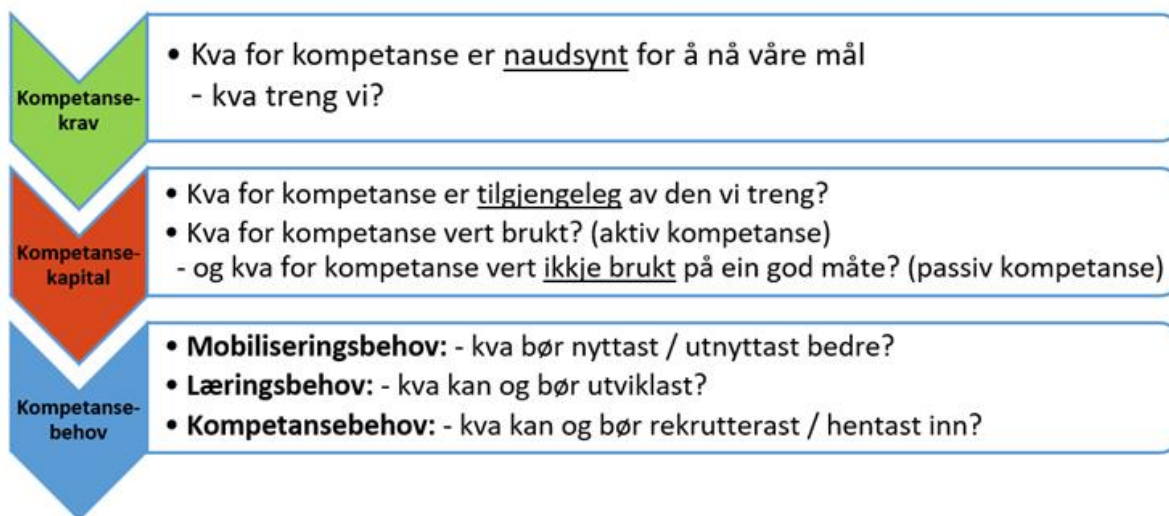 Kompetanse-
krav
• Kva for kompetanse er naudsynt for å nå våre mål
- kva treng vi?
Kompetanse-
kapital
• Kva for kompetanse er tilgjengeleg av den vi treng?
• Kva for kompetanse vert brukt? (aktiv kompetanse)
- og kva for kompetanse vert ikkje brukt på ein god måte? (passiv kompetanse)
Kompetanse-
behov
• Mobiliseringsbehov: - kva bør nyttast / utnyttast bedre?
• Læringsbehov: - kva kan og bør utviklast?
• Kompetansebehov: - kva kan og bør rekrutterast / hentast inn?